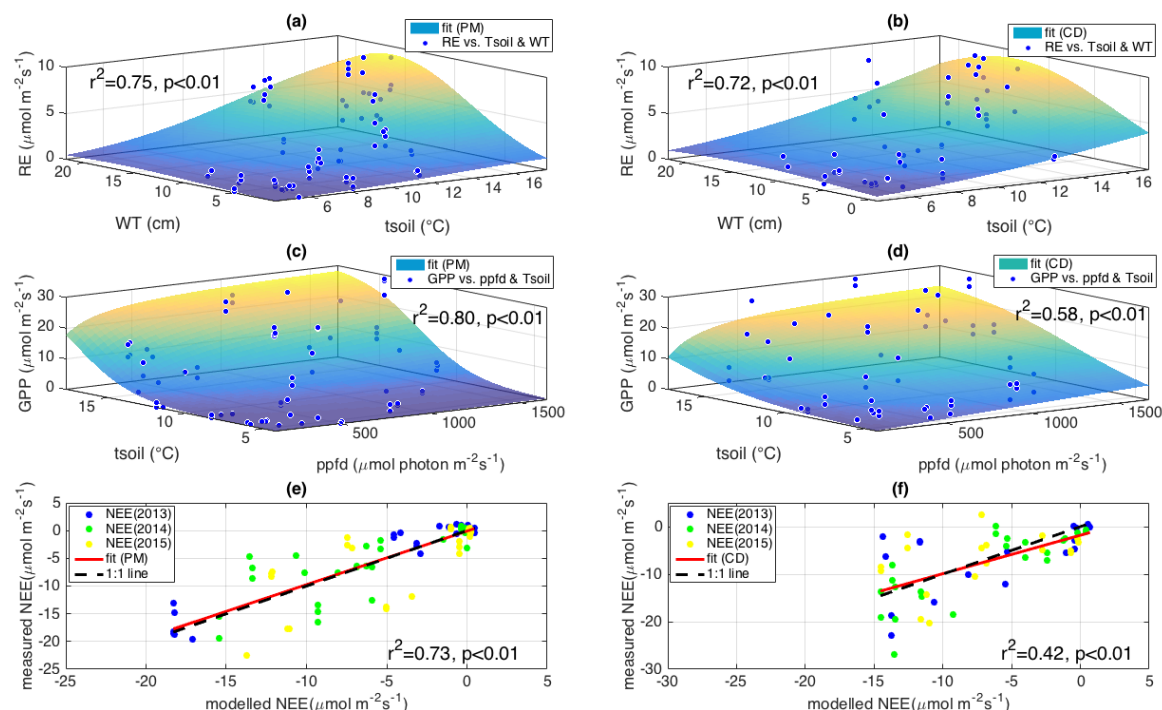 (a)
fit (PM)
RE vs. Tsoil & WT
r²=0.75, p<0.01
RE (μmol m⁻²s⁻¹)
10
5
0
20
15
10
5
WT (cm)
6
8
10
12
14
16
tsoil (°C)
(b)
fit (CD)
RE vs. Tsoil & WT
r²=0.72, p<0.01
RE (μmol m⁻²s⁻¹)
10
5
0
20
15
10
5
0
WT (cm)
6
8
10
12
14
16
tsoil (°C)
(c)
fit (PM)
GPP vs. ppfd & Tsoil
r²=0.80, p<0.01
GPP (μmol m⁻²s⁻¹)
30
20
10
0
15
10
5
tsoil (°C)
500
1000
1500
ppfd (μmol photon m⁻²s⁻¹)
(d)
fit (CD)
GPP vs. ppfd & Tsoil
r²=0.58, p<0.01
GPP (μmol m⁻²s⁻¹)
30
20
10
0
15
10
5
tsoil (°C)
500
1000
1500
ppfd (μmol photon m⁻²s⁻¹)
(e)
NEE(2013)
NEE(2014)
NEE(2015)
fit (PM)
1:1 line
r²=0.73, p<0.01
measured NEE(μmol m⁻²s⁻¹)
5
0
-5
-10
-15
-20
-25
-25
-20
-15
-10
-5
0
5
modelled NEE(μmol m⁻²s⁻¹)
(f)
NEE(2013)
NEE(2014)
NEE(2015)
fit (CD)
1:1 line
r²=0.42, p<0.01
measured NEE(μmol m⁻²s⁻¹)
0
-10
-20
-30
-30
-25
-20
-15
-10
-5
0
5
modelled NEE(μmol m⁻²s⁻¹)